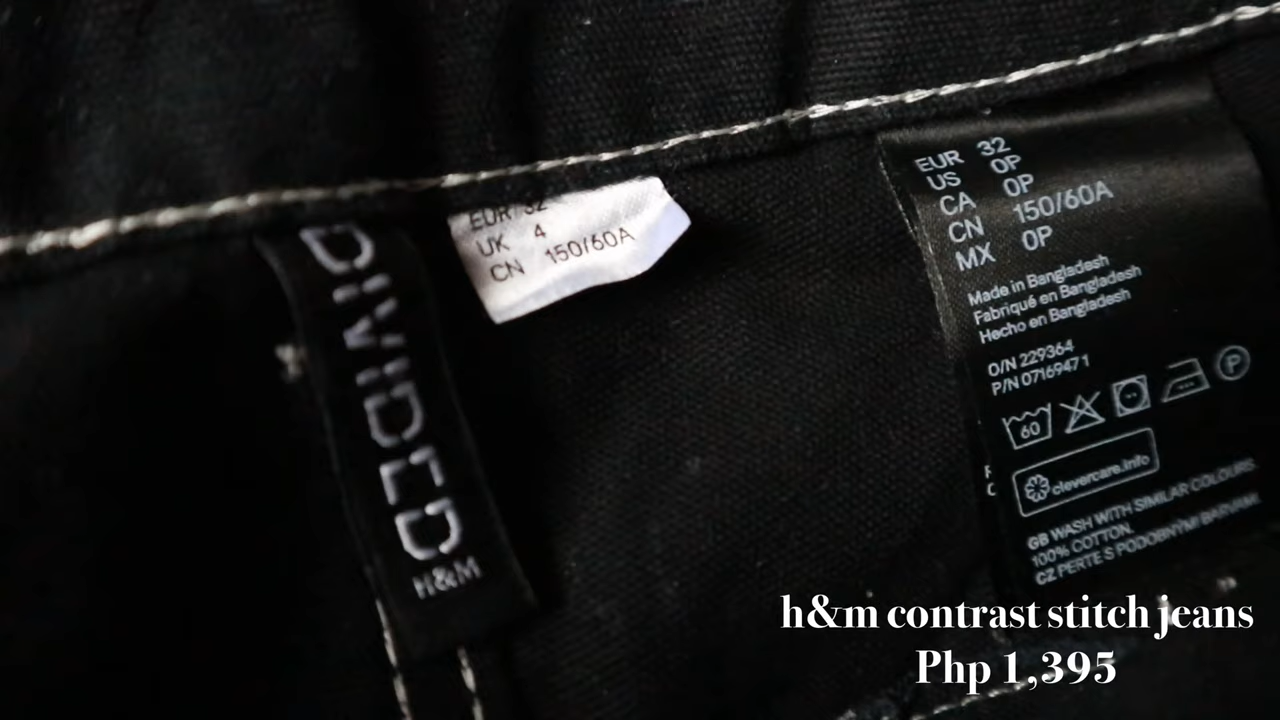 DIVIDED
H&M
EUR 32
UK 4
CN 150/60A
EUR 32
US 0P
CA 0P
CN 150/60A
MX 0P
Made in Bangladesh
Fabriqué en Bangladesh
Hecho en Bangladesh
O/N 229364
P/N 07169471
60
P
clevercare.info
GB WASH WITH SIMILAR COLOURS.
100% COTTON.
CZ PERTE S PODOBNÝMI BARVAMI.
h&m contrast stitch jeans
Php 1,395